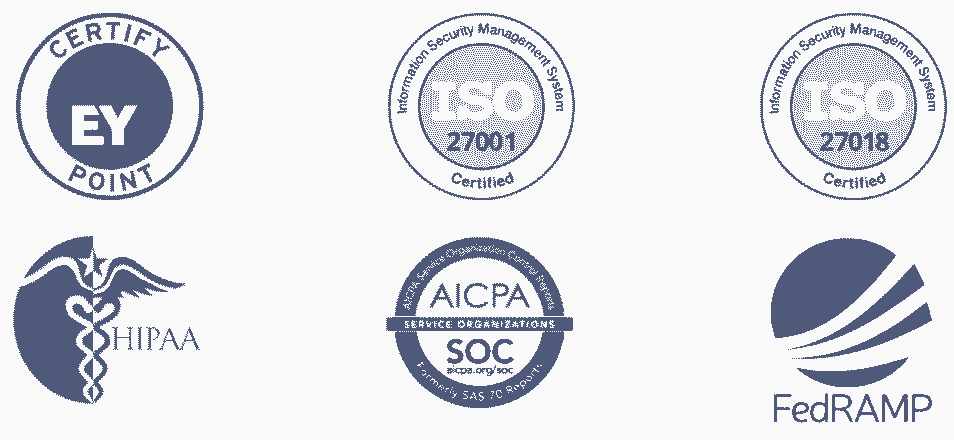 CERTIFY
EY
POINT
Information Security Management System
ISO
27001
Certified
Information Security Management System
ISO
27018
Certified
HIPAA
AICPA Service Organization Control Reports
AICPA
SERVICE ORGANIZATIONS
SOC
aicpa.org/soc
Formerly SAS 70 Reports
FedRAMP